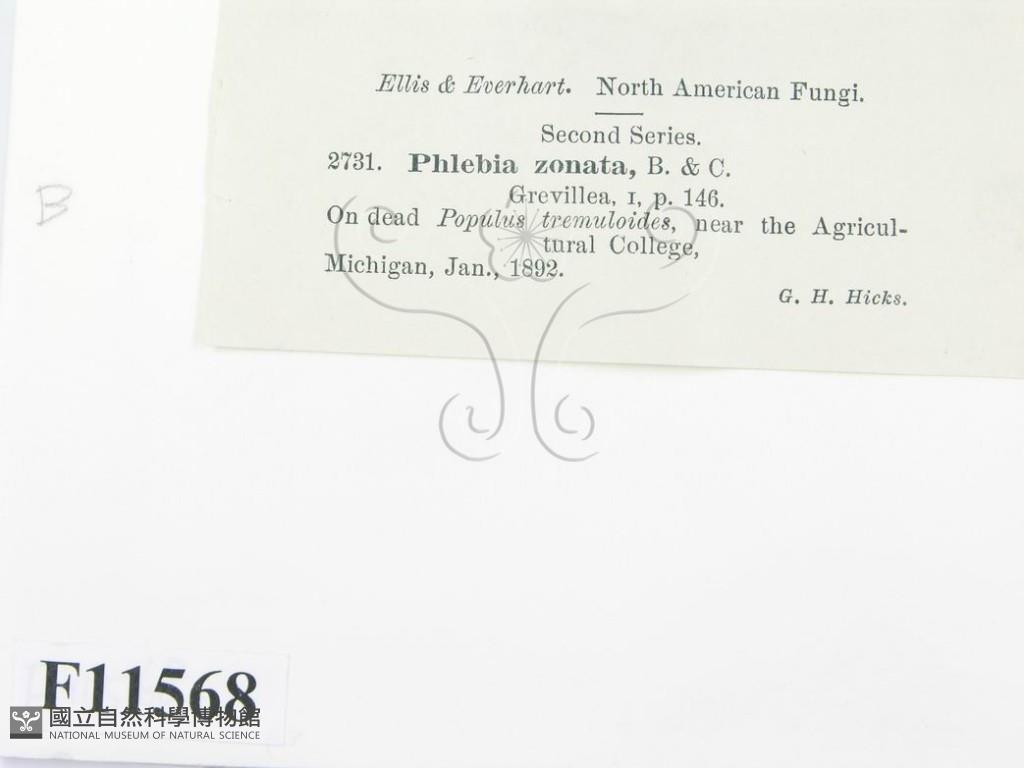 Ellis & Everhart. North American Fungi.
Second Series.
2731. Phlebia zonata, B. & C.
Grevillea, I, p. 146.
On dead Populus tremuloides, near the Agricul-
tural College,
Michigan, Jan., 1892.
G. H. Hicks.
B
F11568
國立自然科學博物館
NATIONAL MUSEUM OF NATURAL SCIENCE